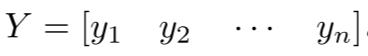 Y = [y₁ y₂ ⋯ yₙ]